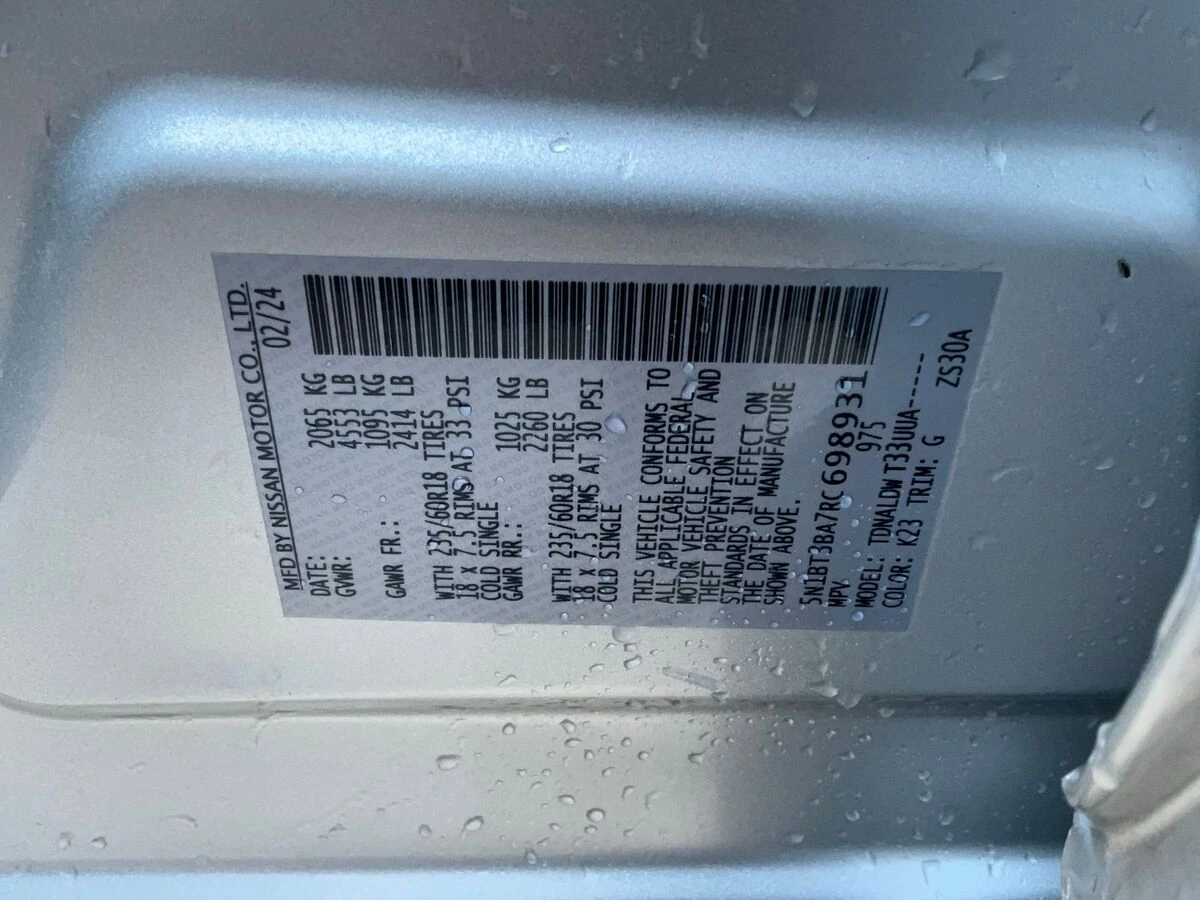 MFD BY NISSAN MOTOR CO., LTD.
DATE: 02/24
GVWR: 2065 KG
4553 LB
GAWR FR.: 1095 KG
2414 LB
WITH 235/60R18 TIRES
18 x 7.5 RIMS AT 33 PSI
COLD SINGLE
GAWR RR.: 1025 KG
2260 LB
WITH 235/60R18 TIRES
18 x 7.5 RIMS AT 30 PSI
COLD SINGLE
THIS VEHICLE CONFORMS TO
ALL APPLICABLE FEDERAL
MOTOR VEHICLE SAFETY AND
THEFT PREVENTION
STANDARDS IN EFFECT ON
THE DATE OF MANUFACTURE
SHOWN ABOVE.
5N1BT3BA7RC698931
MPV 975
MODEL: TDNALDW T33UUA------
COLOR: K23 TRIM: G
ZS30A